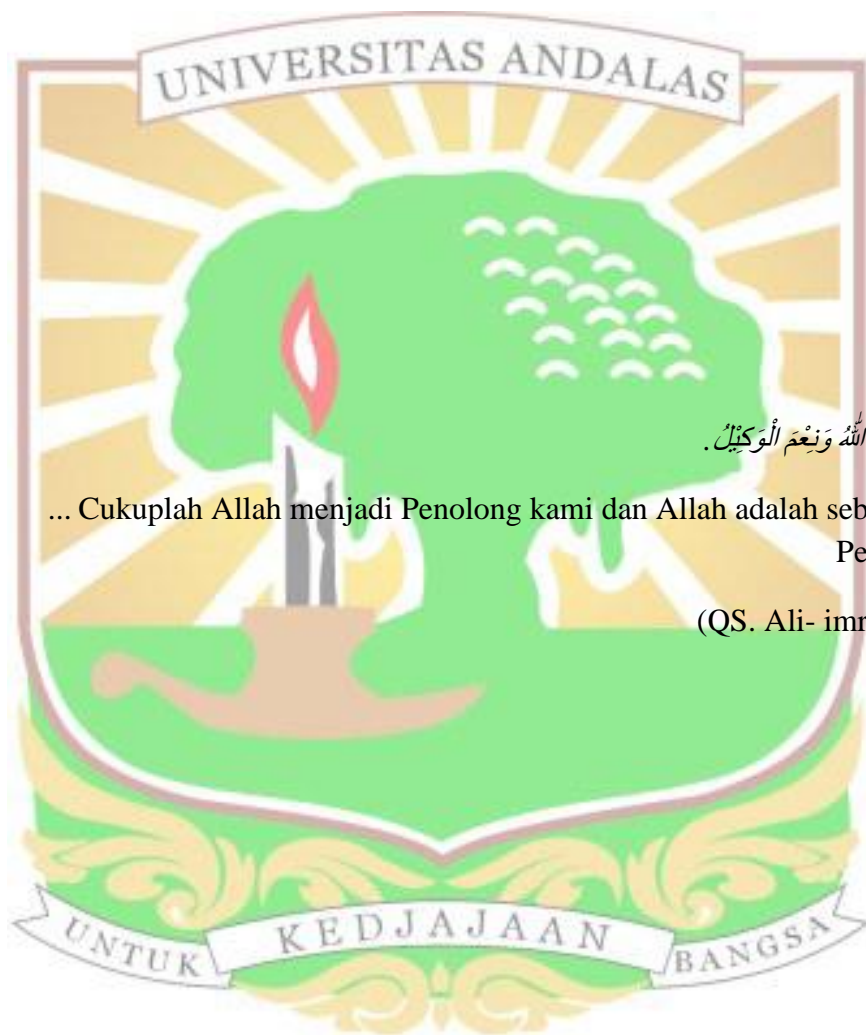 UNIVERSITAS ANDALAS
اللّٰهُ وَنِعْمَ الْوَكِيْلُ.
... Cukuplah Allah menjadi Penolong kami dan Allah adalah seb
Pe
(QS. Ali- imr
UNTUK KEDJAJAAN BANGSA